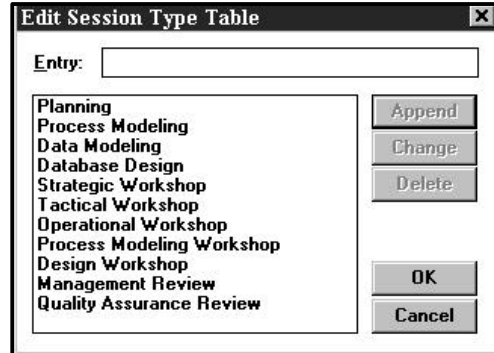 Edit Session Type Table
Entry:
Planning
Process Modeling
Data Modeling
Database Design
Strategic Workshop
Tactical Workshop
Operational Workshop
Process Modeling Workshop
Design Workshop
Management Review
Quality Assurance Review
Append
Change
Delete
OK
Cancel